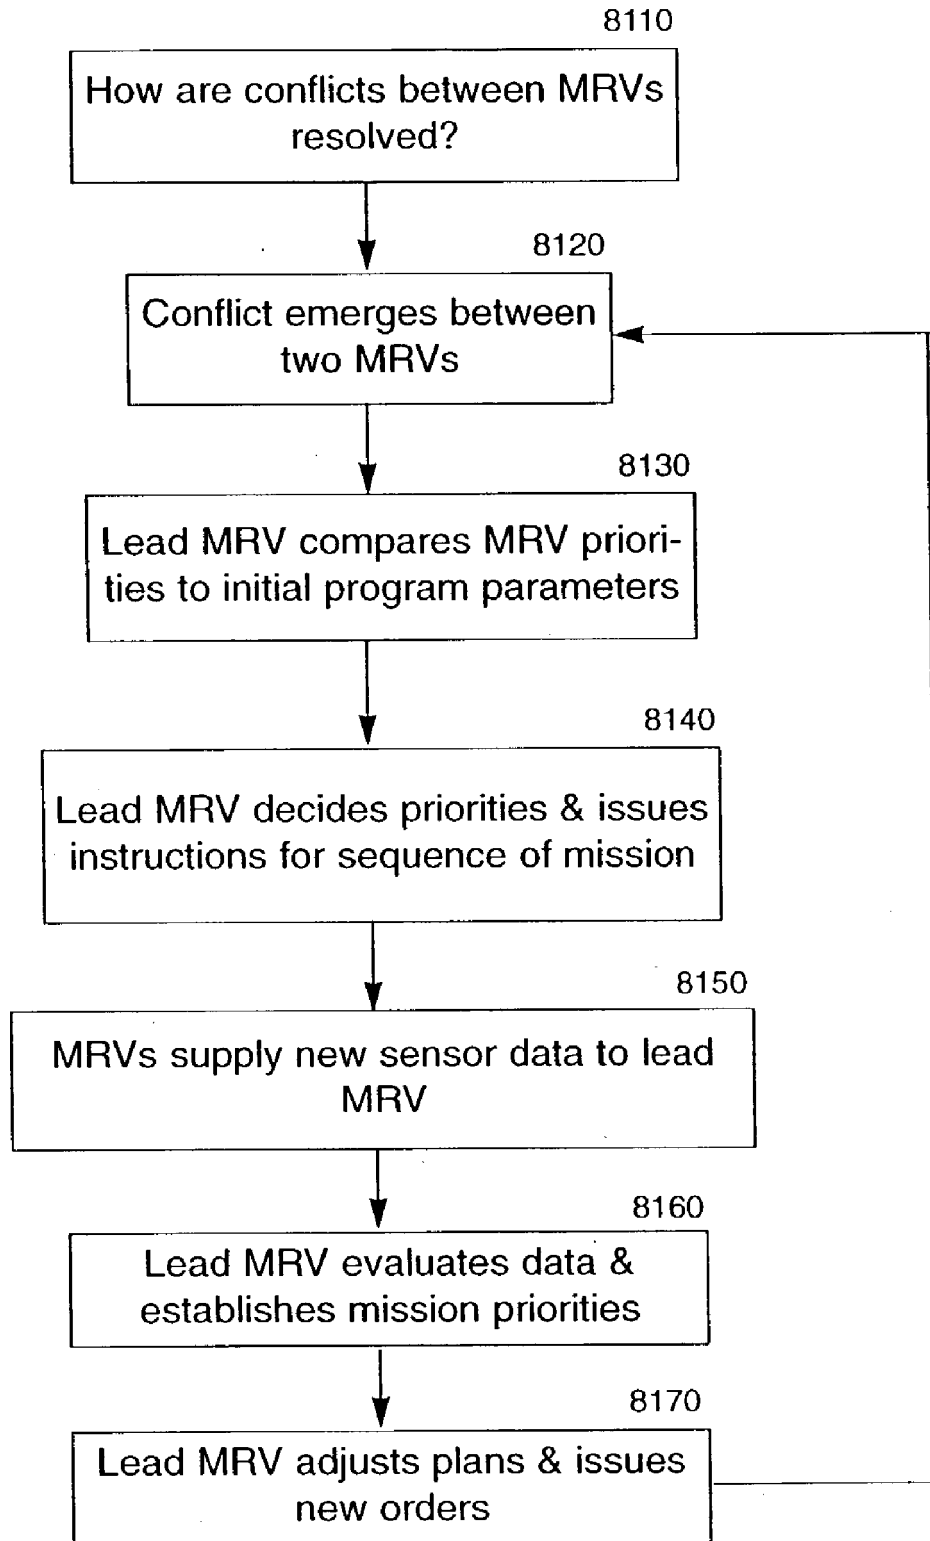 8110
How are conflicts between MRVs
resolved?
8120
Conflict emerges between
two MRVs
8130
Lead MRV compares MRV priori-
ties to initial program parameters
8140
Lead MRV decides priorities & issues
instructions for sequence of mission
8150
MRVs supply new sensor data to lead
MRV
8160
Lead MRV evaluates data &
establishes mission priorities
8170
Lead MRV adjusts plans & issues
new orders